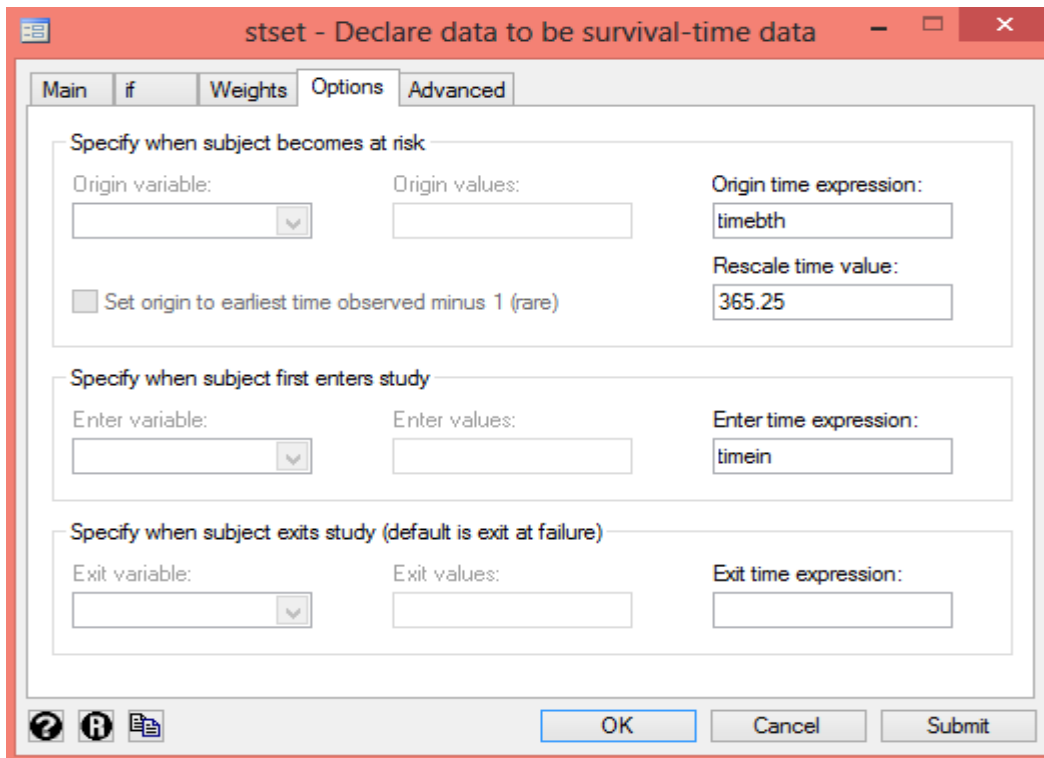 stset - Declare data to be survival-time data
Main if Weights Options Advanced
Specify when subject becomes at risk
Origin variable: Origin values: Origin time expression:
timebth
Rescale time value:
Set origin to earliest time observed minus 1 (rare) 365.25
Specify when subject first enters study
Enter variable: Enter values: Enter time expression:
timein
Specify when subject exits study (default is exit at failure)
Exit variable: Exit values: Exit time expression:
? R OK Cancel Submit